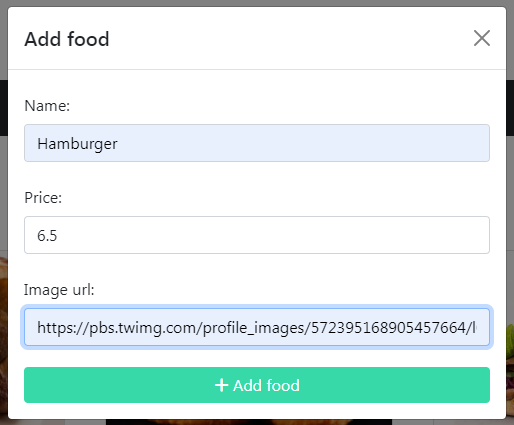 Add food
Name:
Hamburger
Price:
6.5
Image url:
https://pbs.twimg.com/profile_images/572395168905457664/l
Add food